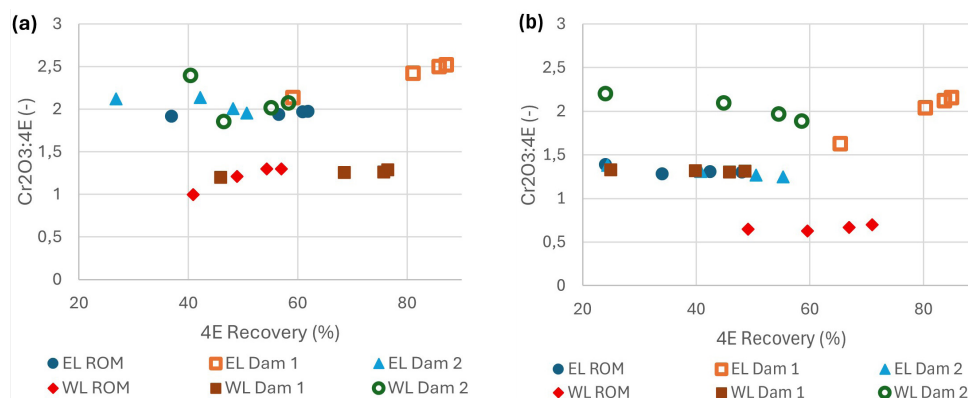 (a)
3
2,5
2
1,5
1
0,5
0
Cr2O3:4E (-)
20 40 60 80
4E Recovery (%)
EL ROM EL Dam 1 EL Dam 2
WL ROM WL Dam 1 WL Dam 2
(b)
3
2,5
2
1,5
1
0,5
0
Cr2O3:4E (-)
20 40 60 80
4E Recovery (%)
EL ROM EL Dam 1 EL Dam 2
WL ROM WL Dam 1 WL Dam 2